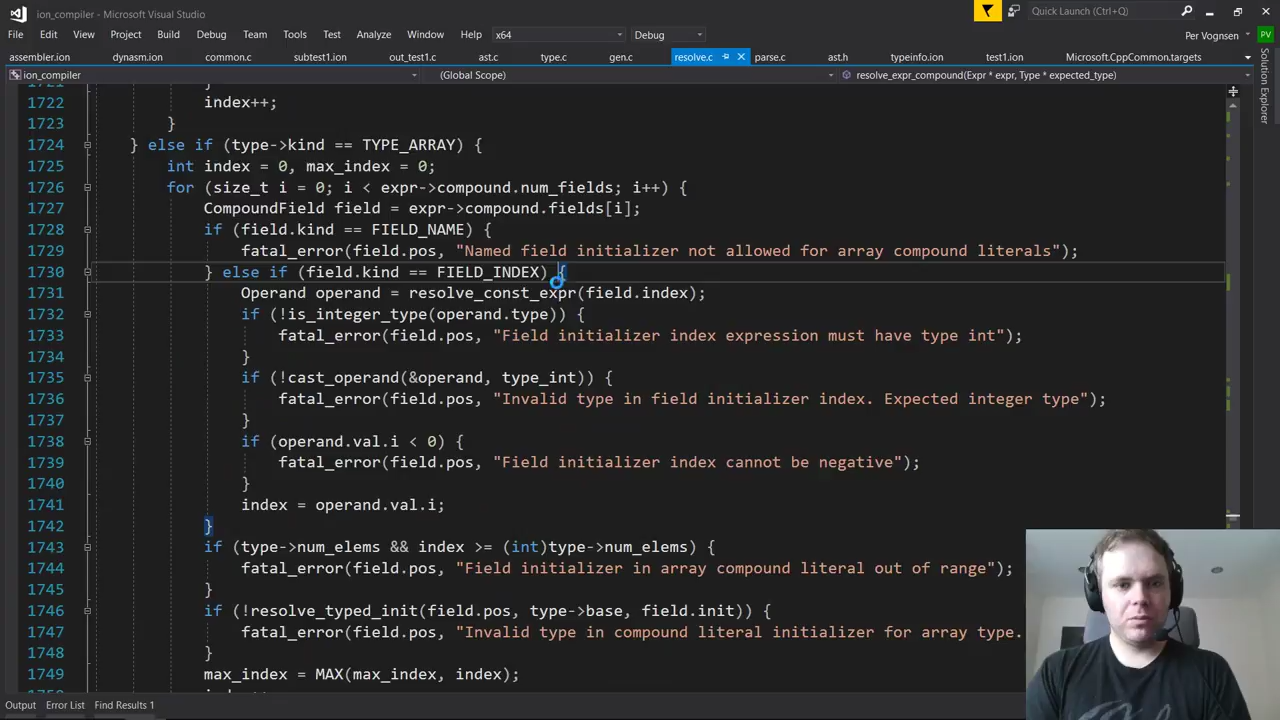 ion_compiler - Microsoft Visual Studio
Quick Launch (Ctrl+Q)
File Edit View Project Build Debug Team Tools Test Analyze Window Help x64 Debug Per Vognsen PV
assembler.ion dynasm.ion common.c subtest1.ion out_test1.c ast.c type.c gen.c resolve.c parse.c ast.h typeinfo.ion test1.ion Microsoft.CppCommon.targets
Solution Explorer
ion_compiler (Global Scope) resolve_expr_compound(Expr * expr, Type * expected_type)
1722 index++;
1723 }
1724 } else if (type->kind == TYPE_ARRAY) {
1725 int index = 0, max_index = 0;
1726 for (size_t i = 0; i < expr->compound.num_fields; i++) {
1727 CompoundField field = expr->compound.fields[i];
1728 if (field.kind == FIELD_NAME) {
1729 fatal_error(field.pos, "Named field initializer not allowed for array compound literals");
1730 } else if (field.kind == FIELD_INDEX) {
1731 Operand operand = resolve_const_expr(field.index);
1732 if (!is_integer_type(operand.type)) {
1733 fatal_error(field.pos, "Field initializer index expression must have type int");
1734 }
1735 if (!cast_operand(&operand, type_int)) {
1736 fatal_error(field.pos, "Invalid type in field initializer index. Expected integer type");
1737 }
1738 if (operand.val.i < 0) {
1739 fatal_error(field.pos, "Field initializer index cannot be negative");
1740 }
1741 index = operand.val.i;
1742 }
1743 if (type->num_elems && index >= (int)type->num_elems) {
1744 fatal_error(field.pos, "Field initializer in array compound literal out of range");
1745 }
1746 if (!resolve_typed_init(field.pos, type->base, field.init)) {
1747 fatal_error(field.pos, "Invalid type in compound literal initializer for array type.
1748 }
1749 max_index = MAX(max_index, index);
Output Error List Find Results 1